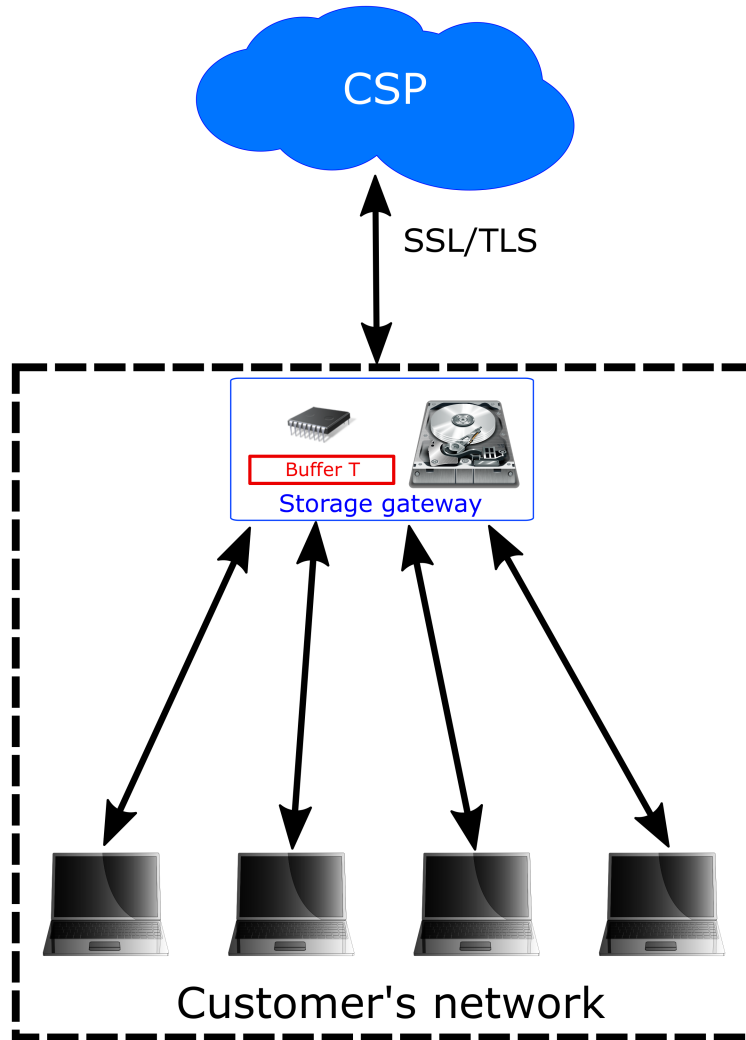 CSP
SSL/TLS
Buffer T
Storage gateway
Customer's network